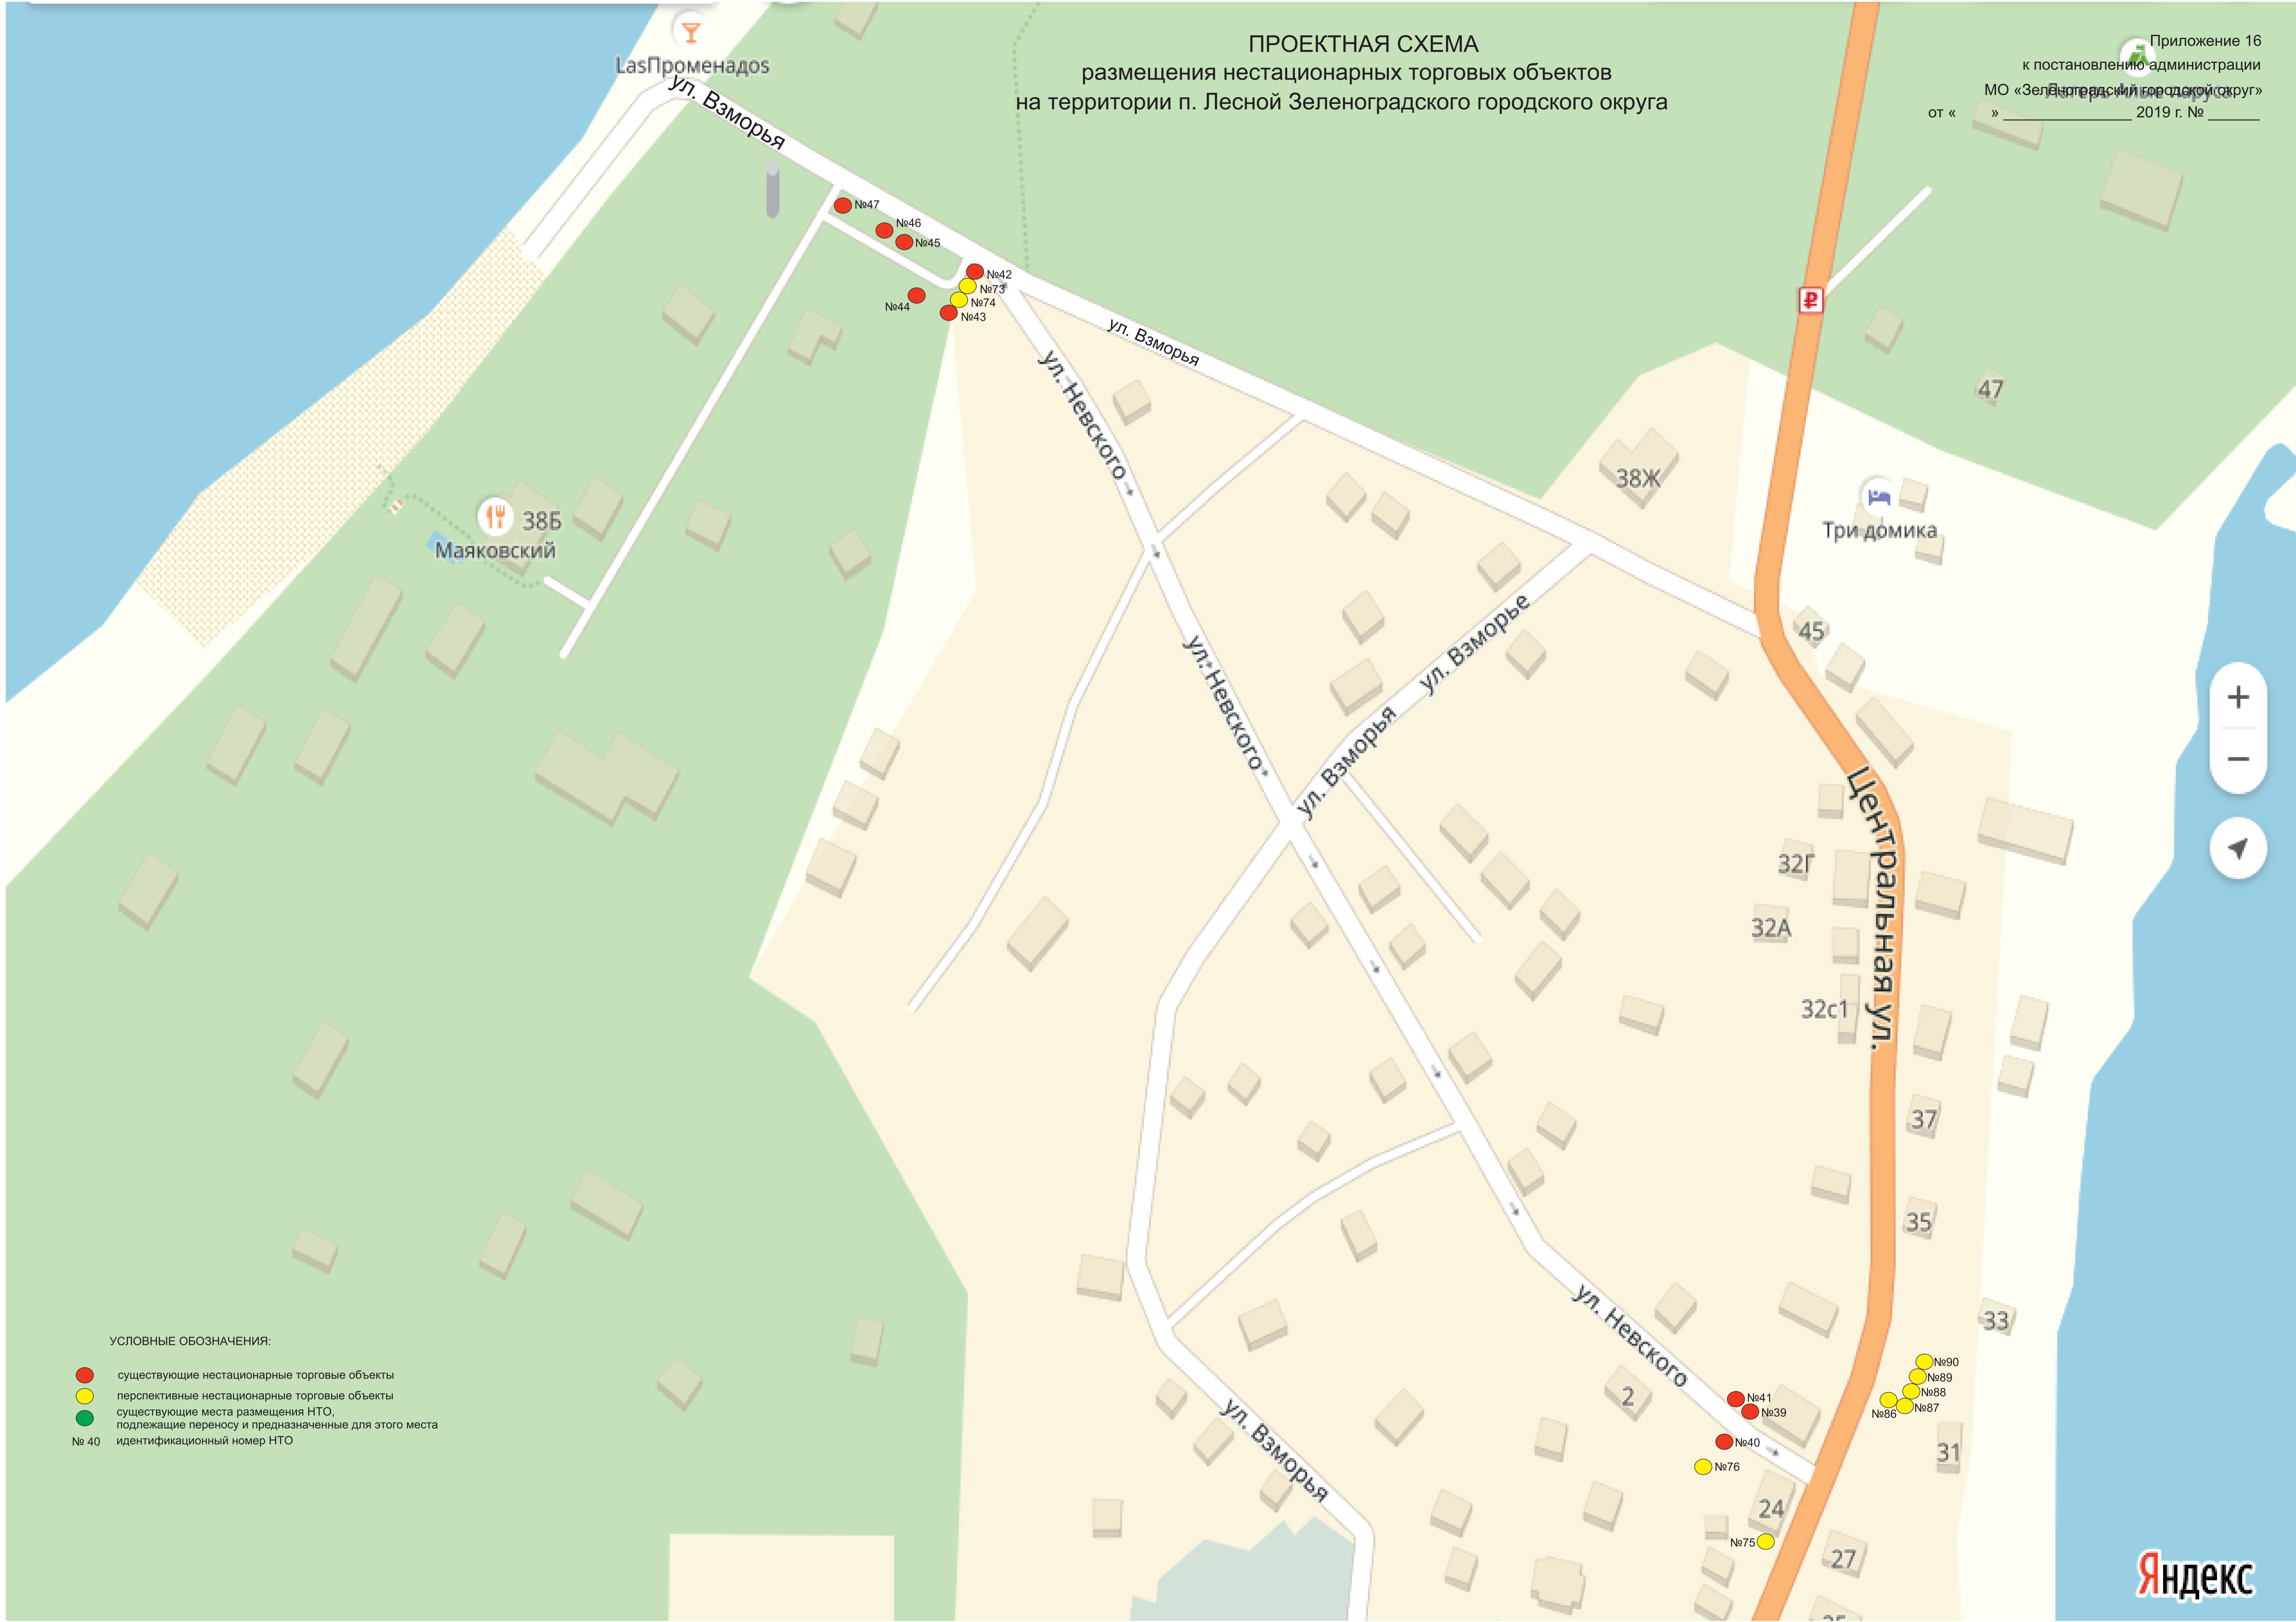 ПРОЕКТНАЯ СХЕМА
размещения нестационарных торговых объектов
на территории п. Лесной Зеленоградского городского округа
Приложение 16
к постановлению администрации
МО «Зеленоградский городской округ»
от « » ________________ 2019 г. № ______
LasПроменадos
ул. Взморья
№47
№46
№45
№42
№73
№74
№44
№43
ул. Взморья
ул. Невского
47
38Ж
38Б
Маяковский
Три домика
45
ул. Взморье
ул. Невского
ул. Взморья
Центральная ул.
32Г
32А
32с1
37
35
33
ул. Невского
№90
№89
№88
№87
№86
2
№41
№39
№40
№76
31
24
№75
27
ул. Взморья
УСЛОВНЫЕ ОБОЗНАЧЕНИЯ:
существующие нестационарные торговые объекты
перспективные нестационарные торговые объекты
существующие места размещения НТО,
подлежащие переносу и предназначенные для этого места
№ 40 идентификационный номер НТО
Яндекс